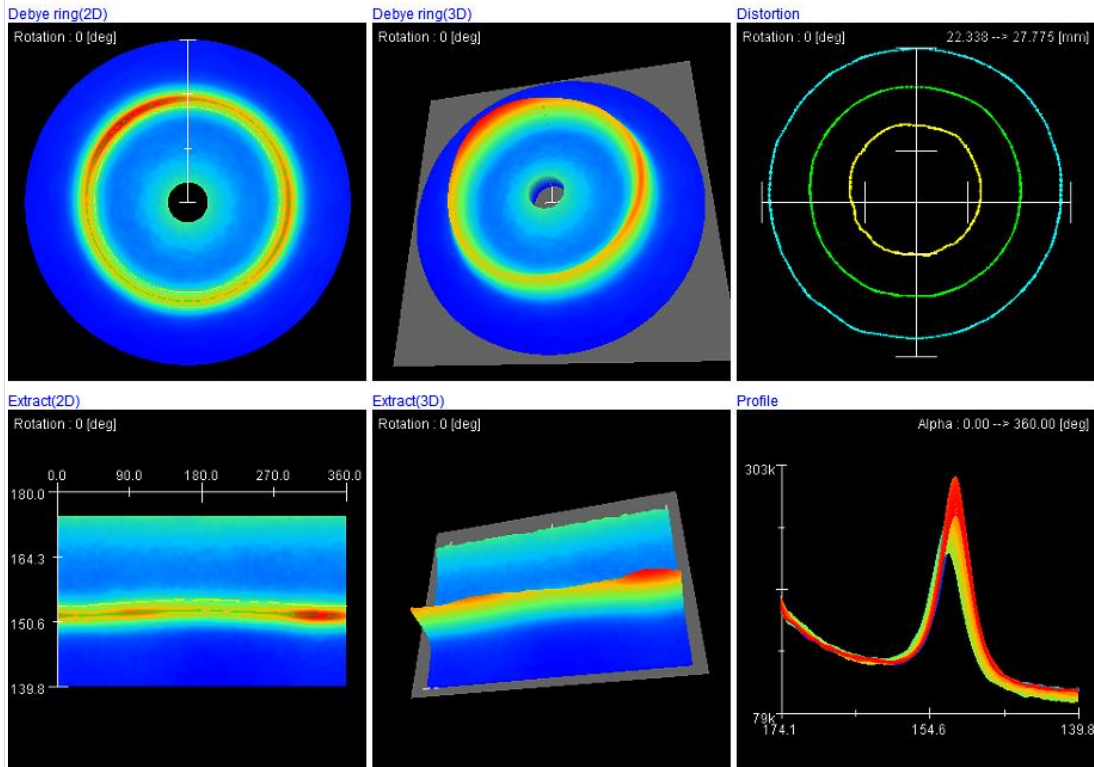 Debye ring(2D)
Rotation : 0 [deg]
Debye ring(3D)
Rotation : 0 [deg]
Distortion
Rotation : 0 [deg]
22.338 --> 27.775 [mm]
Extract(2D)
Rotation : 0 [deg]
0.0 90.0 180.0 270.0 360.0
180.0
164.3
150.6
139.8
Extract(3D)
Rotation : 0 [deg]
Profile
Alpha : 0.00 --> 360.00 [deg]
303k
79k
174.1 154.6 139.8